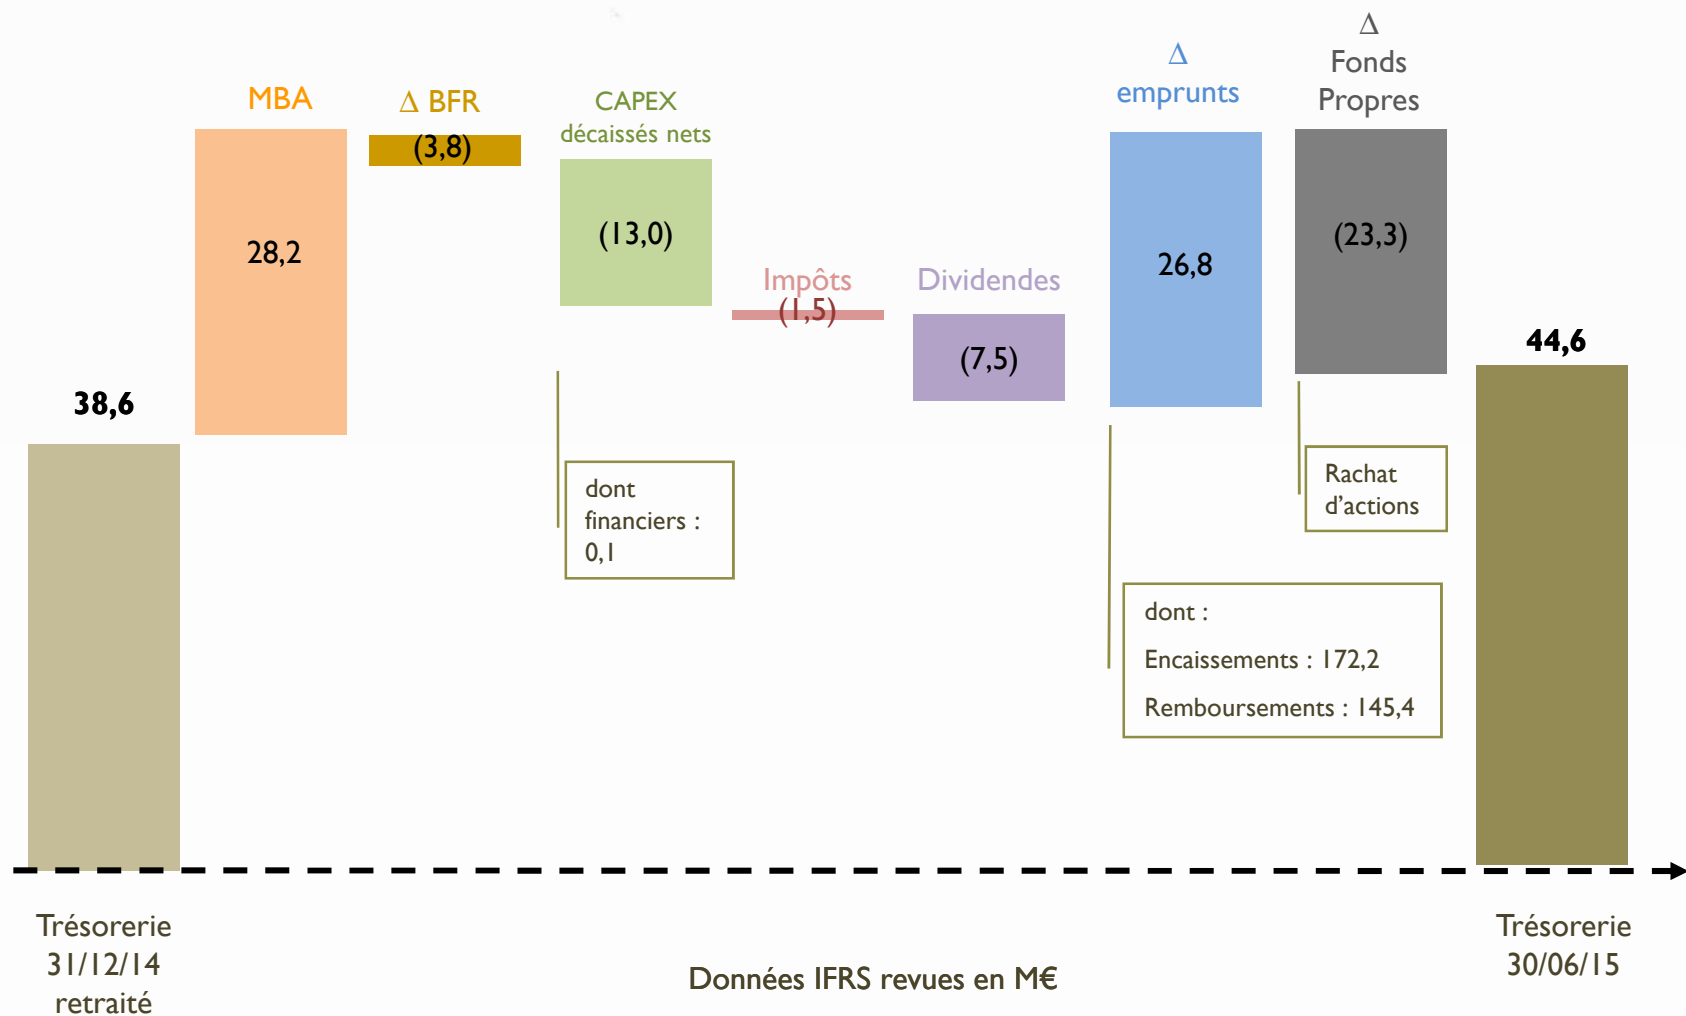 MBA
28,2
Δ BFR
(3,8)
CAPEX
décaissés nets
(13,0)
Impôts
(1,5)
Dividendes
(7,5)
Δ
emprunts
26,8
Δ
Fonds
Propres
(23,3)
38,6
44,6
dont
financiers :
0,1
Rachat
d’actions
dont :
Encaissements : 172,2
Remboursements : 145,4
Trésorerie
31/12/14
retraité
Données IFRS revues en M€
Trésorerie
30/06/15